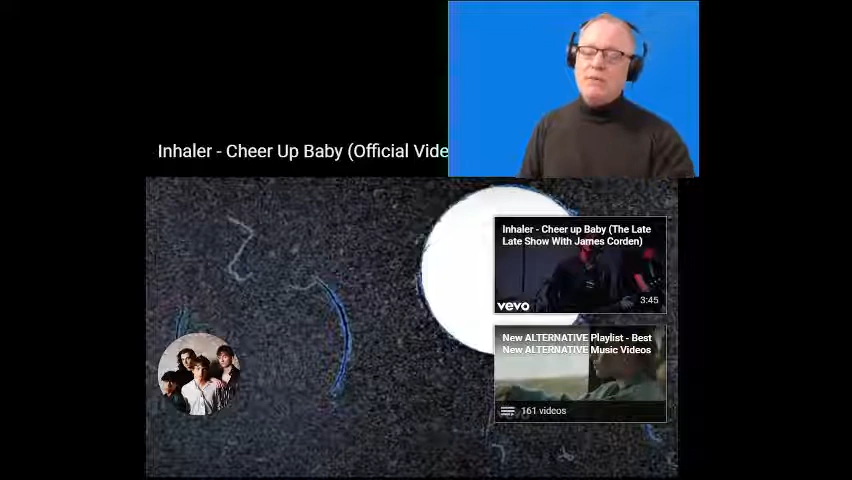 Inhaler - Cheer Up Baby (Official Vide
Inhaler - Cheer up Baby (The Late
Late Show With James Corden)
vevo
3:45
New ALTERNATIVE Playlist - Best
New ALTERNATIVE Music Videos
161 videos